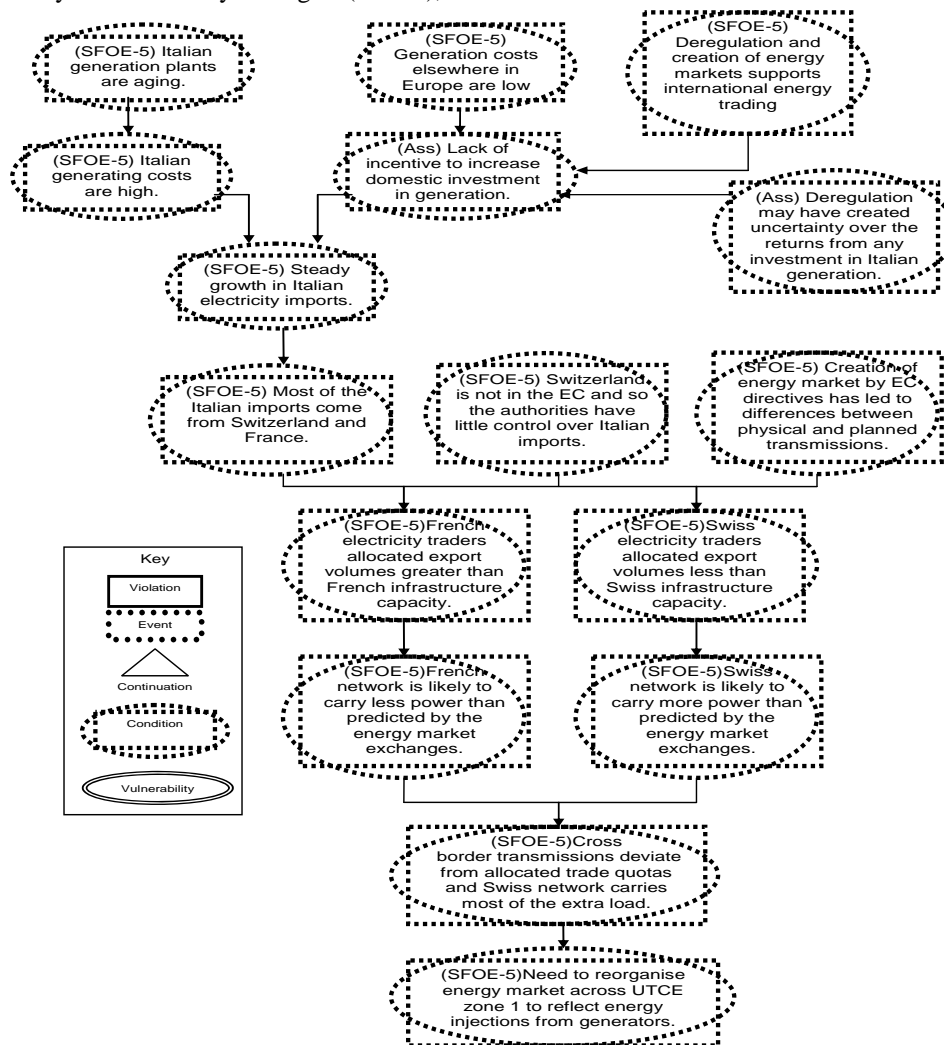 (SFOE-5) Italian
generation plants
are aging.
(SFOE-5)
Generation costs
elsewhere in
Europe are low
(SFOE-5)
Deregulation and
creation of energy
markets supports
international energy
trading
(SFOE-5) Italian
generating costs
are high.
(Ass) Lack of
incentive to increase
domestic investment
in generation.
(Ass) Deregulation
may have created
uncertainty over the
returns from any
investment in Italian
generation.
(SFOE-5) Steady
growth in Italian
electricity imports.
(SFOE-5) Most of the
Italian imports come
from Switzerland and
France.
(SFOE-5) Switzerland
is not in the EC and so
the authorities have
little control over Italian
imports.
(SFOE-5) Creation of
energy market by EC
directives has led to
differences between
physical and planned
transmissions.
(SFOE-5)French
electricity traders
allocated export
volumes greater than
French infrastructure
capacity.
(SFOE-5)Swiss
electricity traders
allocated export
volumes less than
Swiss infrastructure
capacity.
Key
Violation
Event
Continuation
Condition
Vulnerability
(SFOE-5)French
network is likely to
carry less power than
predicted by the
energy market
exchanges.
(SFOE-5)Swiss
network is likely to
carry more power than
predicted by the
energy market
exchanges.
(SFOE-5)Cross
border transmissions deviate
from allocated trade quotas
and Swiss network carries
most of the extra load.
(SFOE-5)Need to reorganise
energy market across UTCE
zone 1 to reflect energy
injections from generators.